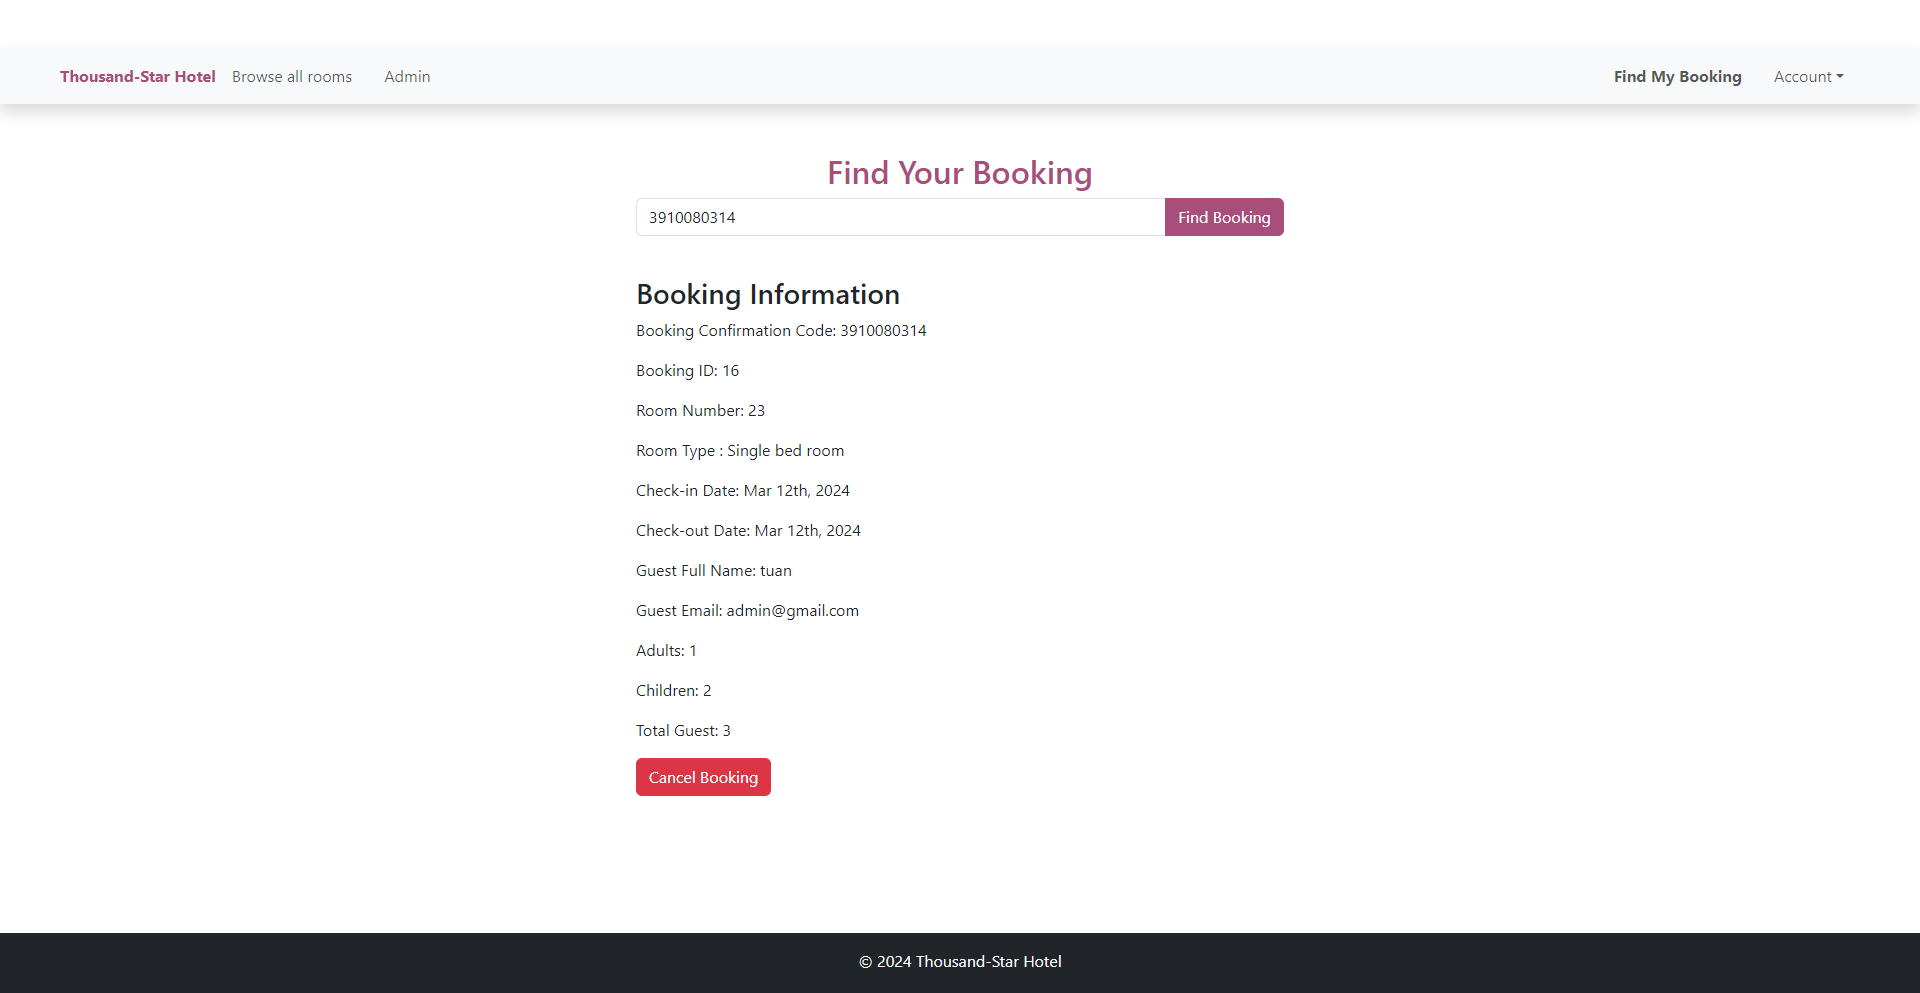 Thousand-Star Hotel Browse all rooms Admin Find My Booking Account
Find Your Booking
3910080314 Find Booking
Booking Information
Booking Confirmation Code: 3910080314
Booking ID: 16
Room Number: 23
Room Type : Single bed room
Check-in Date: Mar 12th, 2024
Check-out Date: Mar 12th, 2024
Guest Full Name: tuan
Guest Email: admin@gmail.com
Adults: 1
Children: 2
Total Guest: 3
Cancel Booking
© 2024 Thousand-Star Hotel